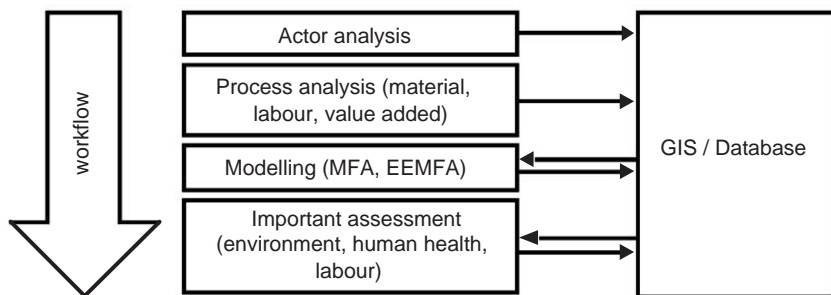 workflow
Actor analysis
Process analysis (material,
labour, value added)
Modelling (MFA, EEMFA)
Important assessment
(environment, human health,
labour)
GIS / Database